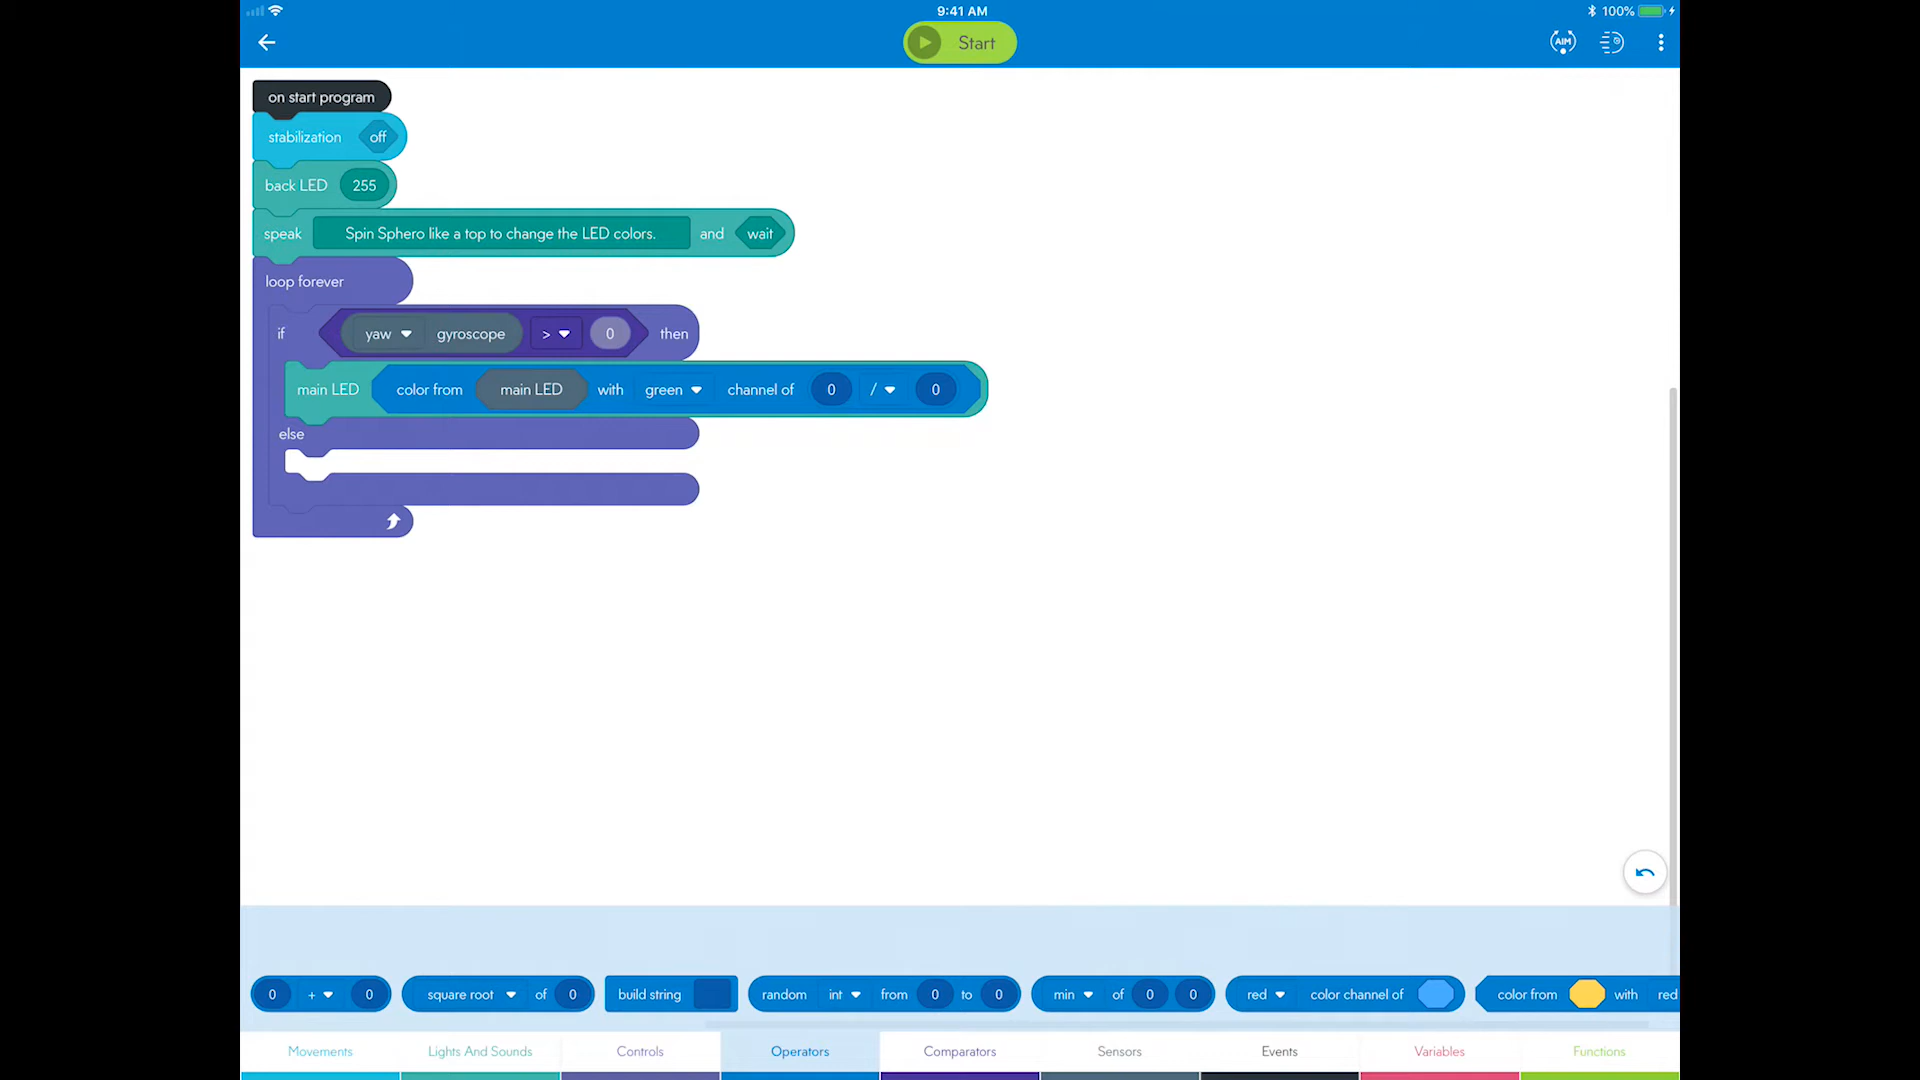 9:41 AM
100%
Start
AIM
on start program
stabilization off
back LED 255
speak Spin Sphero like a top to change the LED colors. and wait
loop forever
if yaw gyroscope > 0 then
main LED color from main LED with green channel of 0 / 0
else
0 + 0 square root of 0 build string random int from 0 to 0 min of 0 0 red color channel of color from with red
Movements Lights And Sounds Controls Operators Comparators Sensors Events Variables Functions